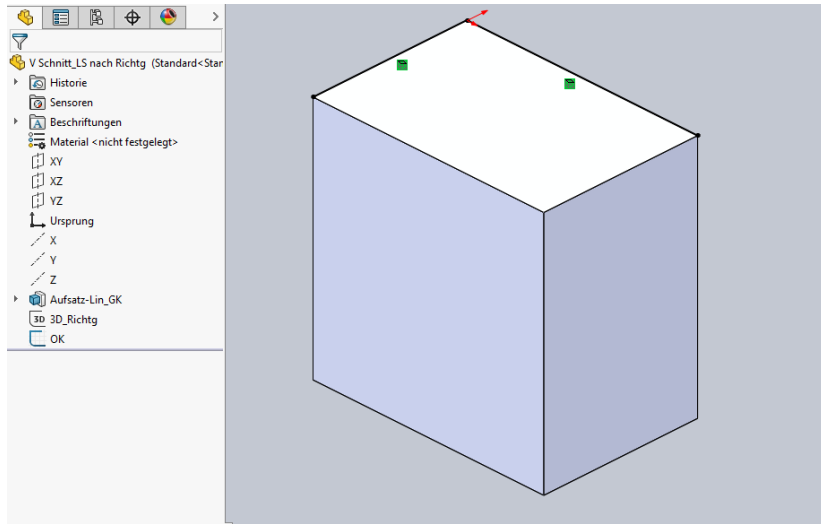 V Schnitt_LS nach Richtg (Standard<Star
Historie
Sensoren
Beschriftungen
Material <nicht festgelegt>
XY
XZ
YZ
Ursprung
X
Y
Z
Aufsatz-Lin_GK
3D 3D_Richtg
OK